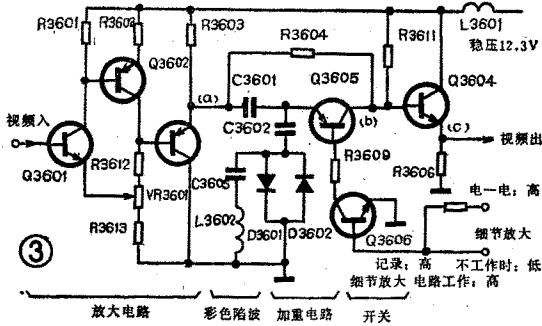 R3601
R3602
R3603
L3601
稳压12.3V
R3604
R3611
Q3602
C3601
Q3605
Q3604
(a)
(b)
(c)
视频入
C3602
视频出
Q3601
R3612
R3609
R3606
C3605
电一电:高
VR3601
L3602
细节放大
R3613
D3601
D3602
Q3606
③
记录:高
不工作时:低
细节放大 电路工作:高
放大电路
彩色陷波
加重电路
开关